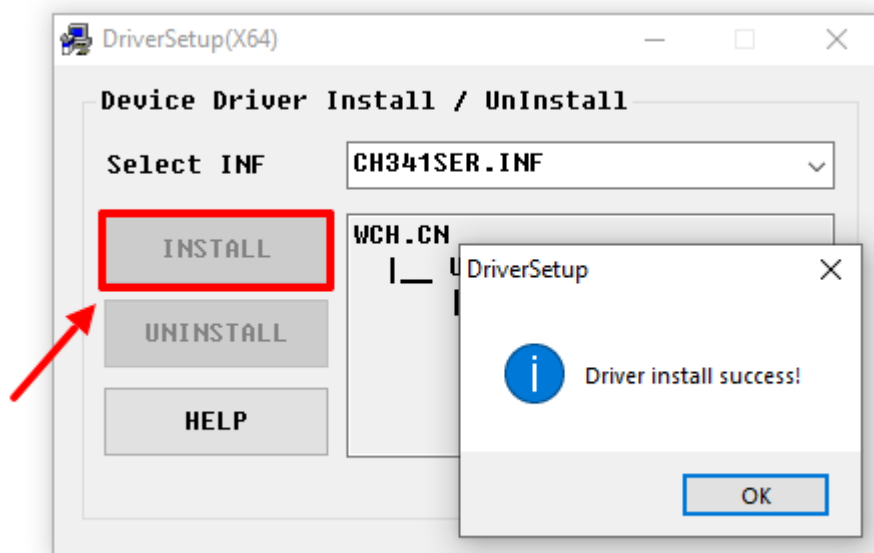 DriverSetup(X64)
Device Driver Install / UnInstall
Select INF
CH341SER.INF
INSTALL
UNINSTALL
HELP
WCH.CN
|__ U
DriverSetup
Driver install success!
OK